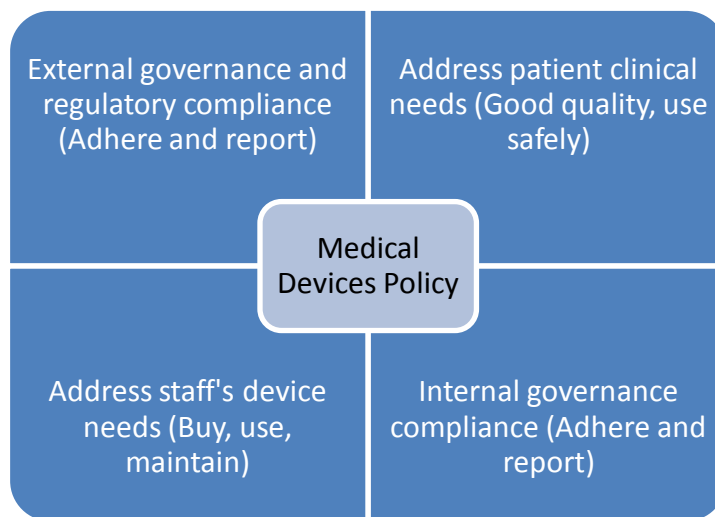 External governance and
regulatory compliance
(Adhere and report)
Address patient clinical
needs (Good quality, use
safely)
Medical
Devices Policy
Address staff's device
needs (Buy, use,
maintain)
Internal governance
compliance (Adhere and
report)